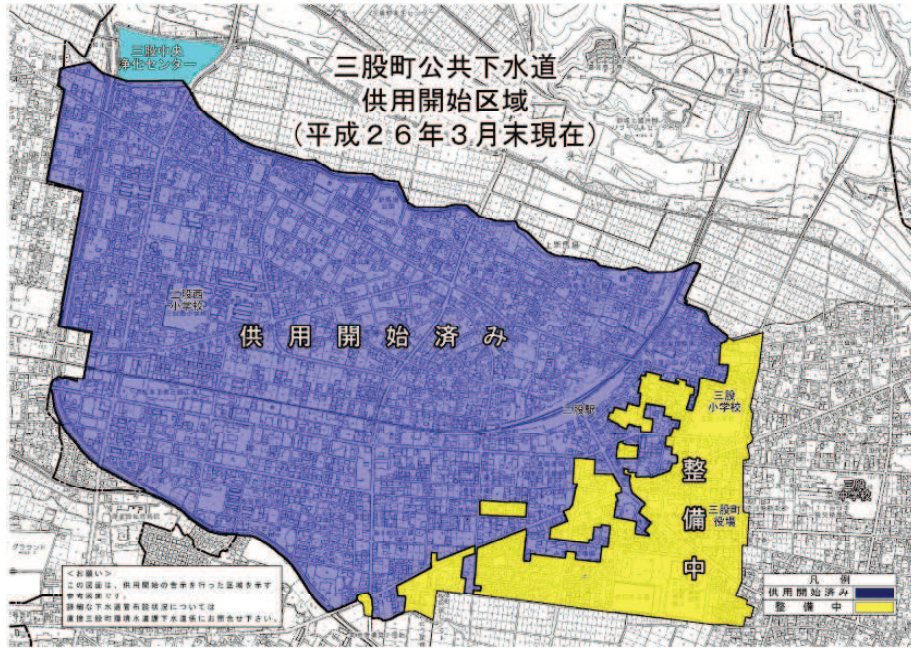 三股中央
浄化センター
三股町公共下水道
供用開始区域
（平成２６年３月末現在）
三股西
小学校
供用開始済み
三股駅
三股
小学校
整備中
三股町
役場
三股
中学校
グラウンド
＜お願い＞
この図面は、供用開始の告示を行った区域を示す
参考図面です。
詳細な下水道管布設状況については
直接三股町環境水道課下水道係にお問合せ下さい。
凡例
供用開始済み
整備中